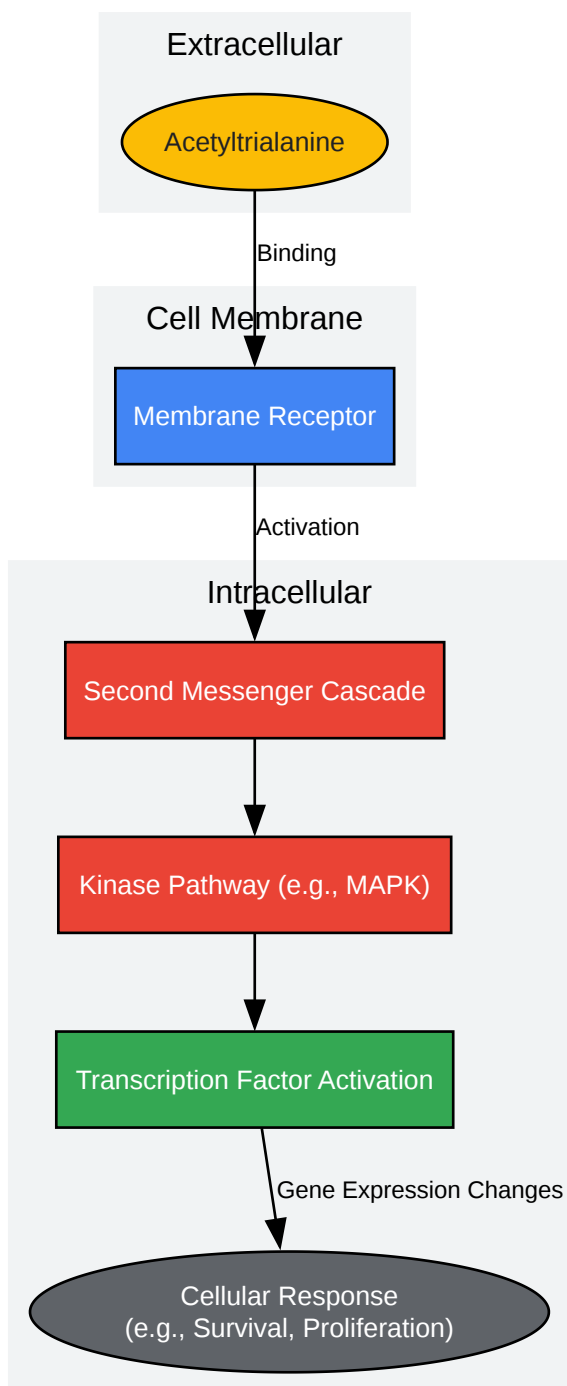 Extracellular
Acetyltrialanine
Binding
Cell Membrane
Membrane Receptor
Activation
Intracellular
Second Messenger Cascade
Kinase Pathway (e.g., MAPK)
Transcription Factor Activation
Gene Expression Changes
Cellular Response
(e.g., Survival, Proliferation)